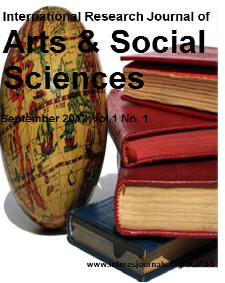 International Research Journal of
Arts & Social
Sciences
September 2012 vol.1 No. 1